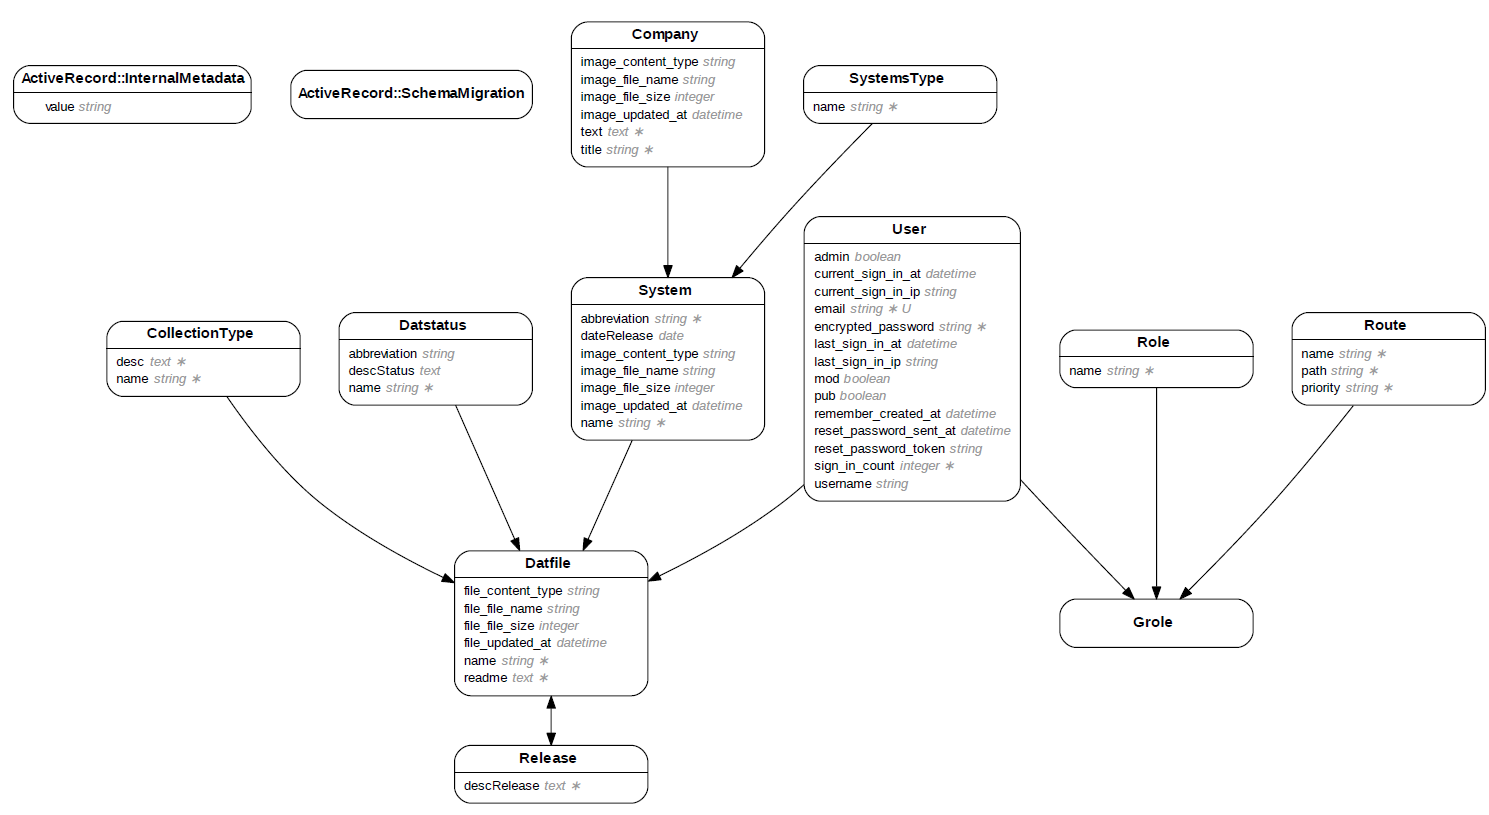 ActiveRecord::InternalMetadata
value string
ActiveRecord::SchemaMigration
Company
image_content_type string
image_file_name string
image_file_size integer
image_updated_at datetime
text text ∗
title string ∗
SystemsType
name string ∗
User
admin boolean
current_sign_in_at datetime
current_sign_in_ip string
email string ∗ U
encrypted_password string ∗
last_sign_in_at datetime
last_sign_in_ip string
mod boolean
pub boolean
remember_created_at datetime
reset_password_sent_at datetime
reset_password_token string
sign_in_count integer ∗
username string
System
abbreviation string ∗
dateRelease date
image_content_type string
image_file_name string
image_file_size integer
image_updated_at datetime
name string ∗
CollectionType
desc text ∗
name string ∗
Datstatus
abbreviation string
descStatus text
name string ∗
Role
name string ∗
Route
name string ∗
path string ∗
priority string ∗
Datfile
file_content_type string
file_file_name string
file_file_size integer
file_updated_at datetime
name string ∗
readme text ∗
Grole
Release
descRelease text ∗